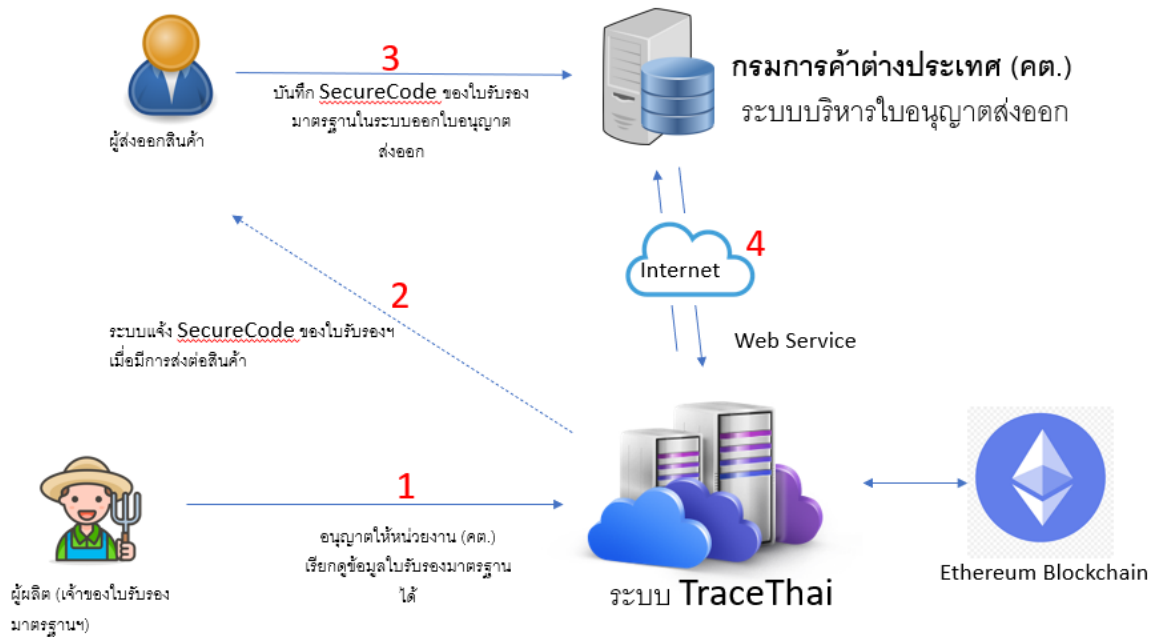 3
บันทึก SecureCode ของใบรับรอง
มาตรฐานในระบบออกใบอนุญาต
ส่งออก
ผู้ส่งออกสินค้า
กรมการค้าต่างประเทศ (คต.)
ระบบบริหารใบอนุญาตส่งออก
4
Internet
2
ระบบแจ้ง SecureCode ของใบรับรองฯ
เมื่อมีการส่งต่อสินค้า
Web Service
1
อนุญาตให้หน่วยงาน (คต.)
เรียกดูข้อมูลใบรับรองมาตรฐาน
ได้
ผู้ผลิต (เจ้าของใบรับรอง
มาตรฐานฯ)
ระบบ TraceThai
Ethereum Blockchain